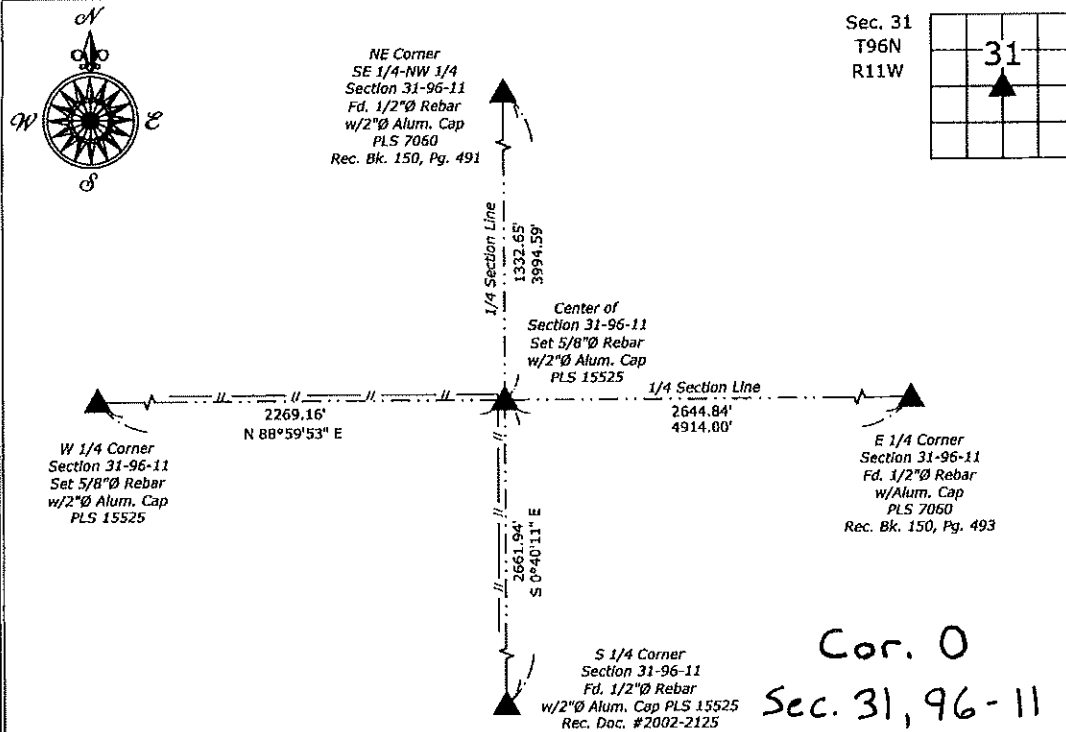 N
W
E
S
NE Corner
SE 1/4-NW 1/4
Section 31-96-11
Fd. 1/2"Ø Rebar
w/2"Ø Alum. Cap
PLS 7060
Rec. Bk. 150, Pg. 491
Sec. 31
T96N
R11W
31
1/4 Section Line
1332.65'
3994.59'
Center of
Section 31-96-11
Set 5/8"Ø Rebar
w/2"Ø Alum. Cap
PLS 15525
1/4 Section Line
2644.84'
4914.00'
2269.16'
N 88°59'53" E
W 1/4 Corner
Section 31-96-11
Set 5/8"Ø Rebar
w/2"Ø Alum. Cap
PLS 15525
E 1/4 Corner
Section 31-96-11
Fd. 1/2"Ø Rebar
w/Alum. Cap
PLS 7060
Rec. Bk. 150, Pg. 493
2661.94'
S 0°40'11" E
S 1/4 Corner
Section 31-96-11
Fd. 1/2"Ø Rebar
w/2"Ø Alum. Cap PLS 15525
Rec. Doc. #2002-2125
Cor. O
Sec. 31, 96-11